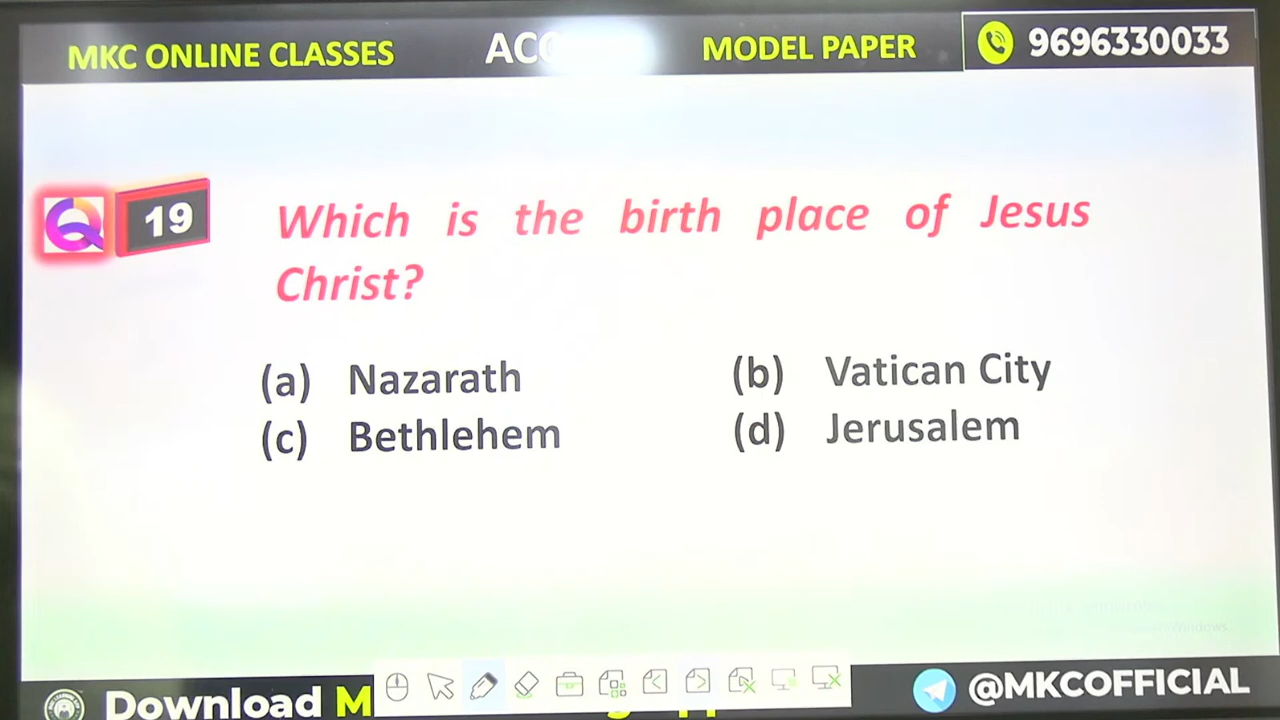 MKC ONLINE CLASSES
MODEL PAPER
9696330033
19
Which is the birth place of Jesus
Christ?
(a) Nazarath
(b) Vatican City
(c) Bethlehem
(d) Jerusalem
Download M
@MKCOFFICIAL